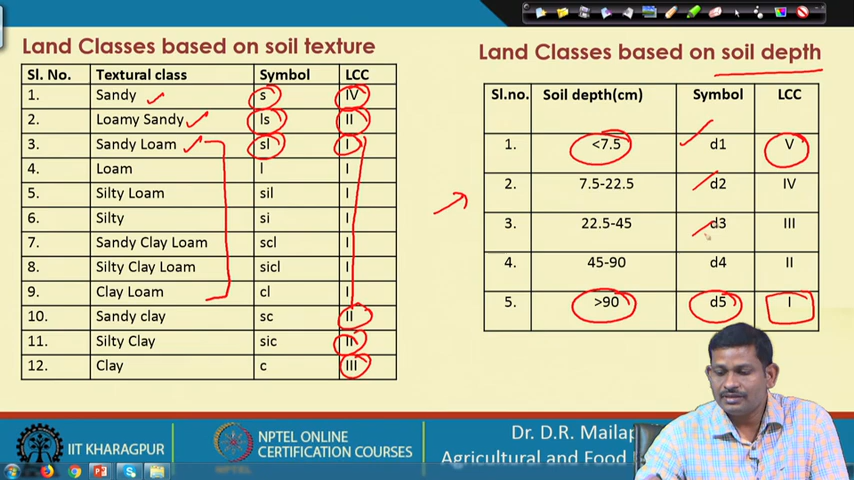 Land Classes based on soil texture
Sl. No. Textural class Symbol LCC
1. Sandy s IV
2. Loamy Sandy ls II
3. Sandy Loam sl I
4. Loam l I
5. Silty Loam sil I
6. Silty si I
7. Sandy Clay Loam scl I
8. Silty Clay Loam sicl I
9. Clay Loam cl I
10. Sandy clay sc II
11. Silty Clay sic II
12. Clay c III
Land Classes based on soil depth
Sl.no. Soil depth(cm) Symbol LCC
1. <7.5 d1 V
2. 7.5-22.5 d2 IV
3. 22.5-45 d3 III
4. 45-90 d4 II
5. >90 d5 I
IIT KHARAGPUR
NPTEL ONLINE
CERTIFICATION COURSES
Dr. D.R.
Agricultural and Food